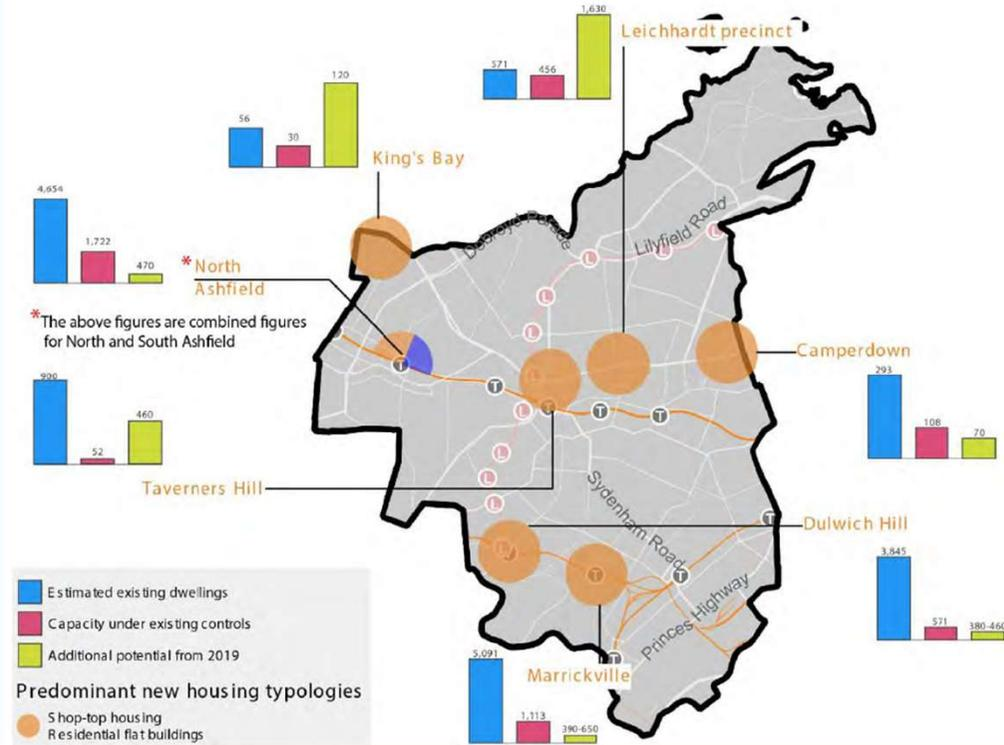 1,630
571
456
Leichhardt precinct
120
56
30
King's Bay
4,654
1,722
470
*North
Ashfield
*The above figures are combined figures
for North and South Ashfield
Dobroyd Parade
Lilyfield Road
L
L
L
L
L
T
T
L
T
L
T
T
Camperdown
293
108
70
900
52
460
L
L
L
Taverners Hill
Sydenham Road
T
Dulwich Hill
L
T
T
Princes Highway
3,845
571
380-460
T
Marrickville
5,091
1,113
390-650
Estimated existing dwellings
Capacity under existing controls
Additional potential from 2019
Predominant new housing typologies
Shop-top housing
Residential flat buildings